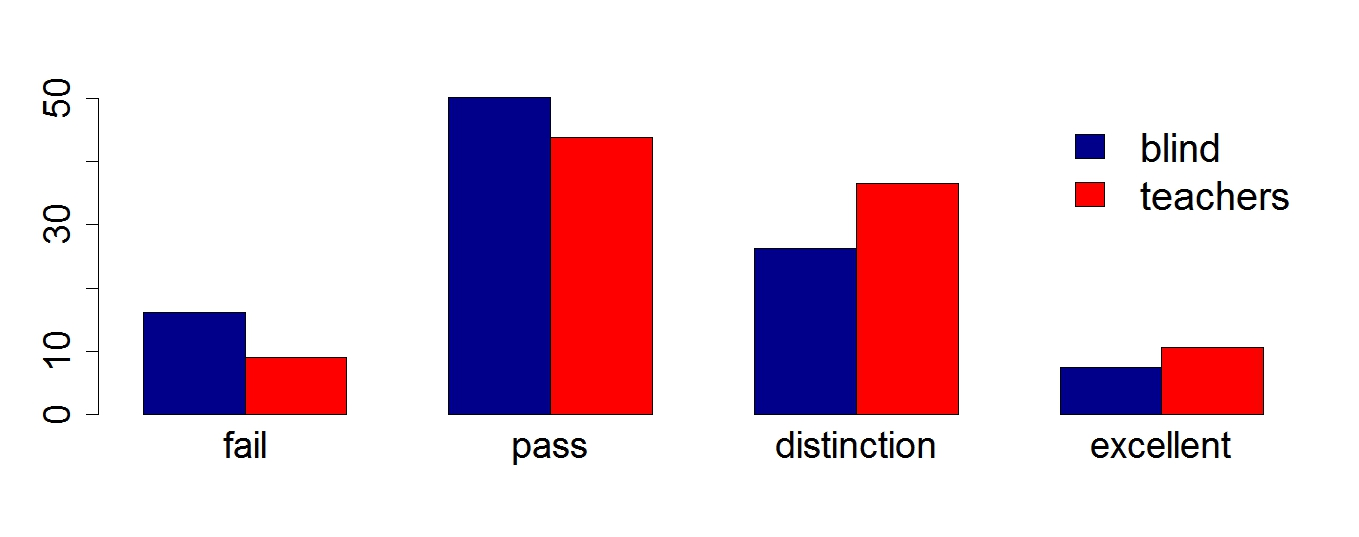 50
30
10
0
blind
teachers
fail pass distinction excellent